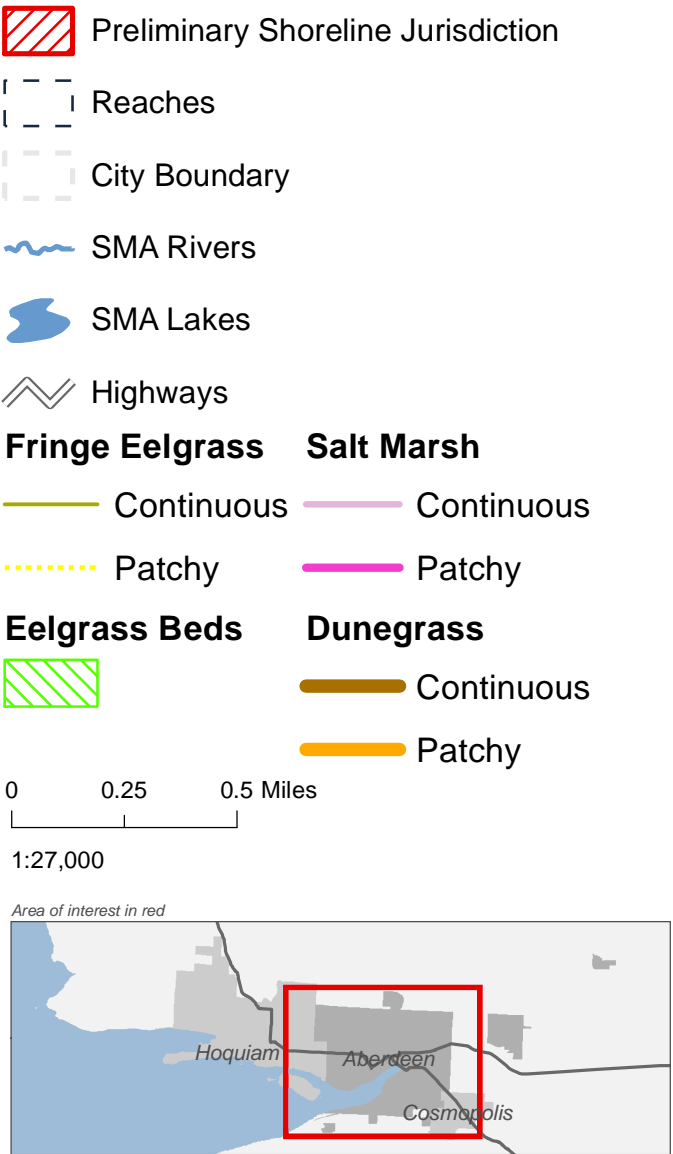 Preliminary Shoreline Jurisdiction
Reaches
City Boundary
SMA Rivers
SMA Lakes
Highways
Fringe Eelgrass
Continuous
Patchy
Salt Marsh
Continuous
Patchy
Eelgrass Beds
Dunegrass
Continuous
Patchy
0 0.25 0.5 Miles
1:27,000
Area of interest in red
Hoquiam
Aberdeen
Cosmopolis